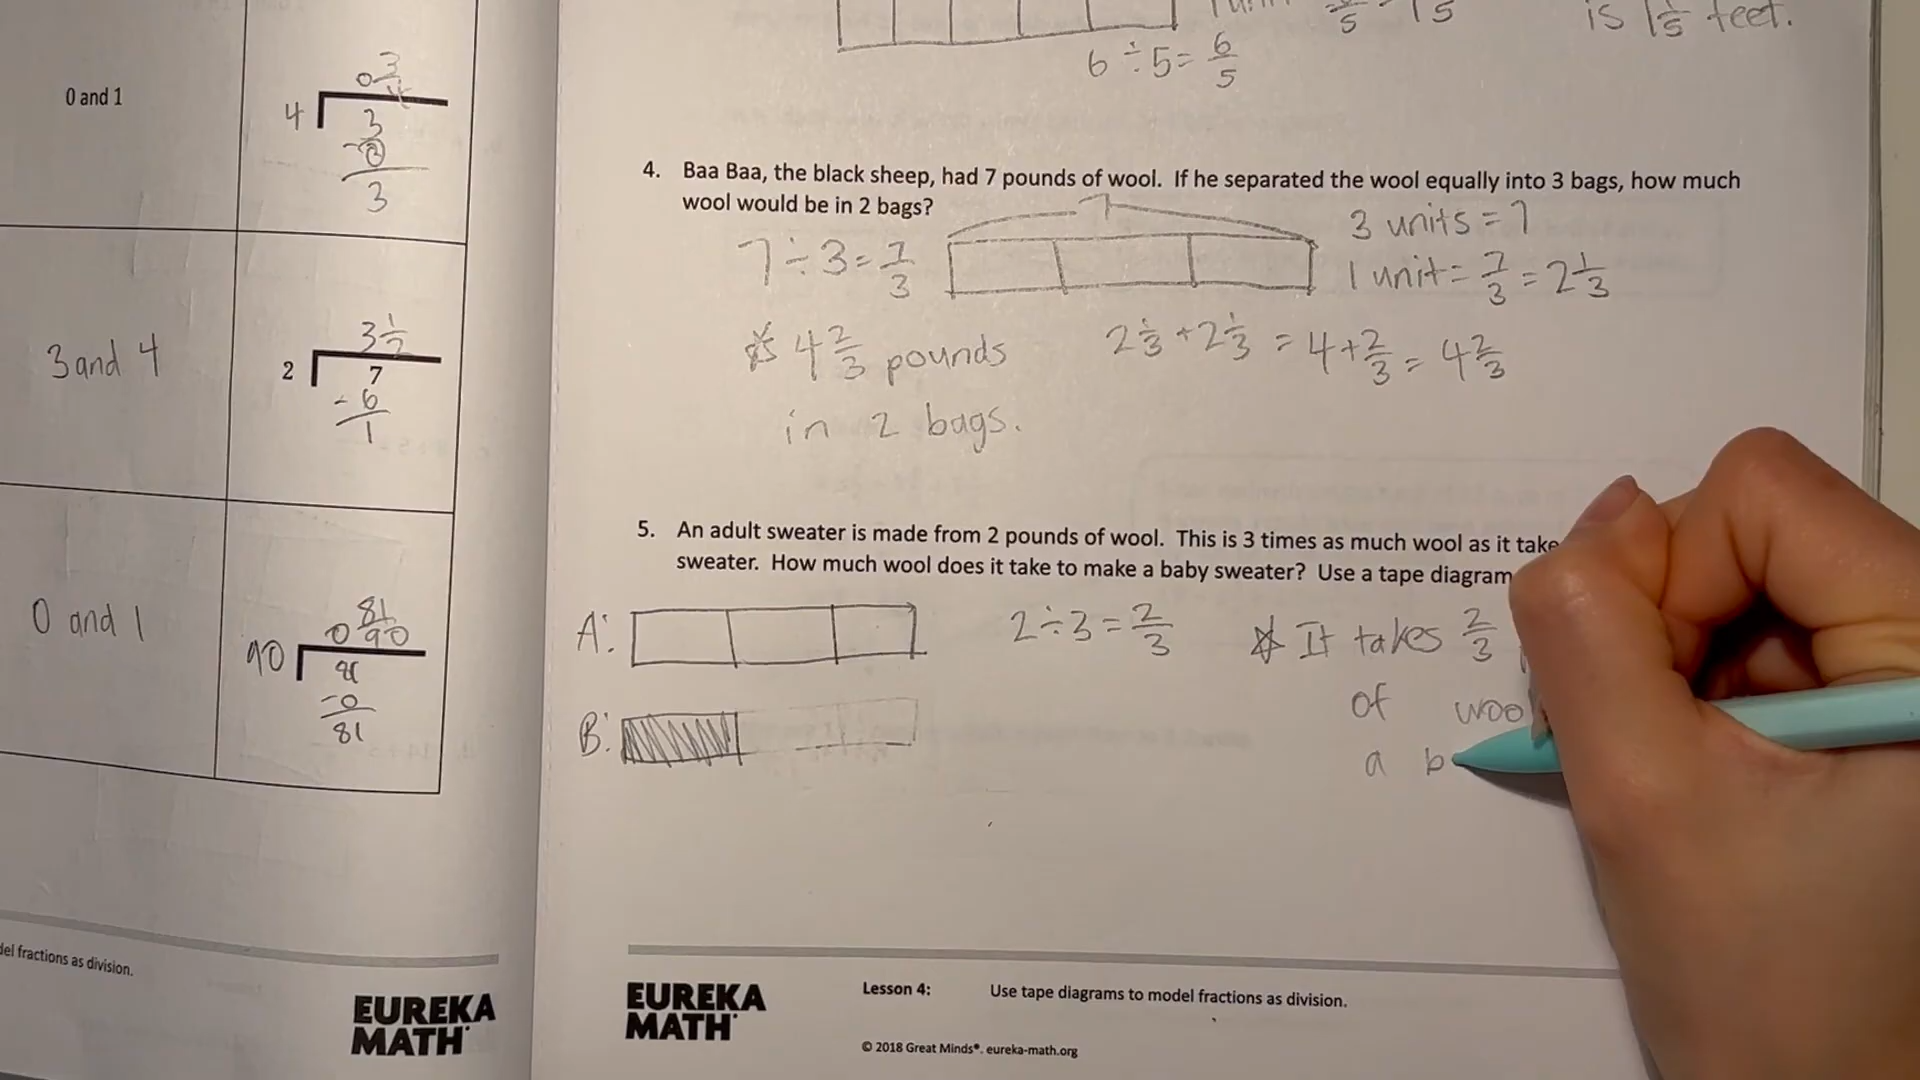 0 and 1
0 3/4
4
3
-0
3
3 and 4
3 1/2
2
7
- 6
1
0 and 1
0 81/90
90
81
-0
81
del fractions as division.
EUREKA
MATH
is 1 1/5 feet.
6 ÷ 5 = 6/5
4. Baa Baa, the black sheep, had 7 pounds of wool. If he separated the wool equally into 3 bags, how much
wool would be in 2 bags?
7
3 units = 7
7 ÷ 3 = 7/3
1 unit = 7/3 = 2 1/3
4 2/3 pounds
2 1/3 + 2 1/3 = 4 + 2/3 = 4 2/3
in 2 bags.
5. An adult sweater is made from 2 pounds of wool. This is 3 times as much wool as it take
sweater. How much wool does it take to make a baby sweater? Use a tape diagram
A:
2 ÷ 3 = 2/3
It takes 2/3
of wool
B:
a b
EUREKA
MATH
Lesson 4: Use tape diagrams to model fractions as division.
© 2018 Great Minds®. eureka-math.org